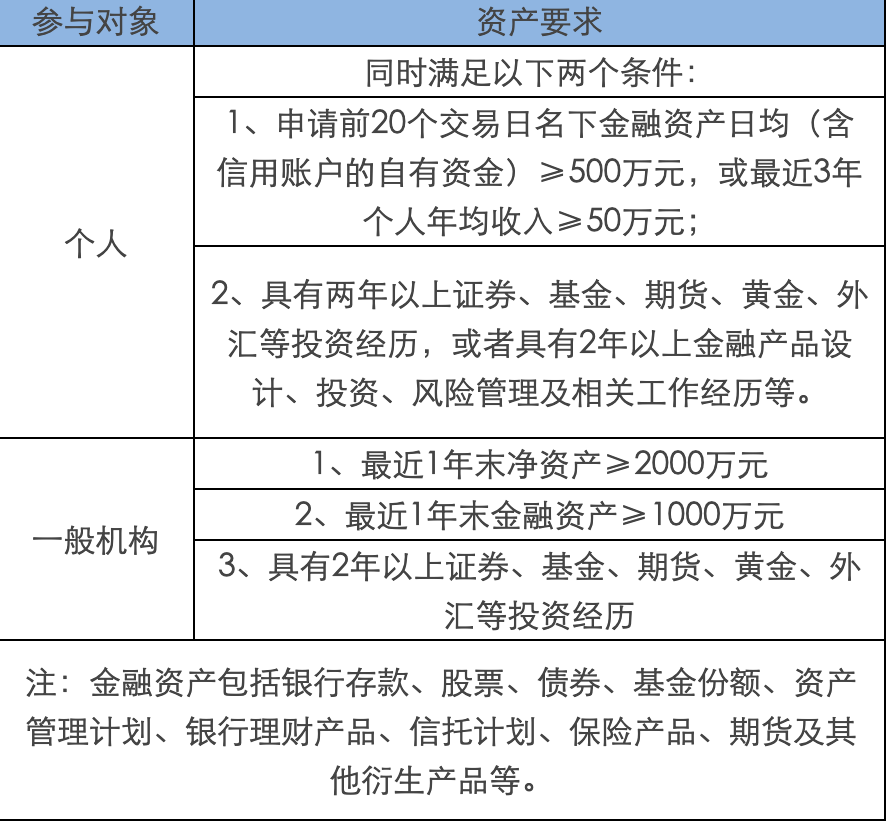 参与对象
资产要求
个人
同时满足以下两个条件：
1、申请前20个交易日名下金融资产日均（含
信用账户的自有资金）≥500万元，或最近3年
个人年均收入≥50万元；
2、具有两年以上证券、基金、期货、黄金、外
汇等投资经历，或者具有2年以上金融产品设
计、投资、风险管理及相关工作经历等。
一般机构
1、最近1年末净资产≥2000万元
2、最近1年末金融资产≥1000万元
3、具有2年以上证券、基金、期货、黄金、外
汇等投资经历
注：金融资产包括银行存款、股票、债券、基金份额、资产
管理计划、银行理财产品、信托计划、保险产品、期货及其
他衍生产品等。